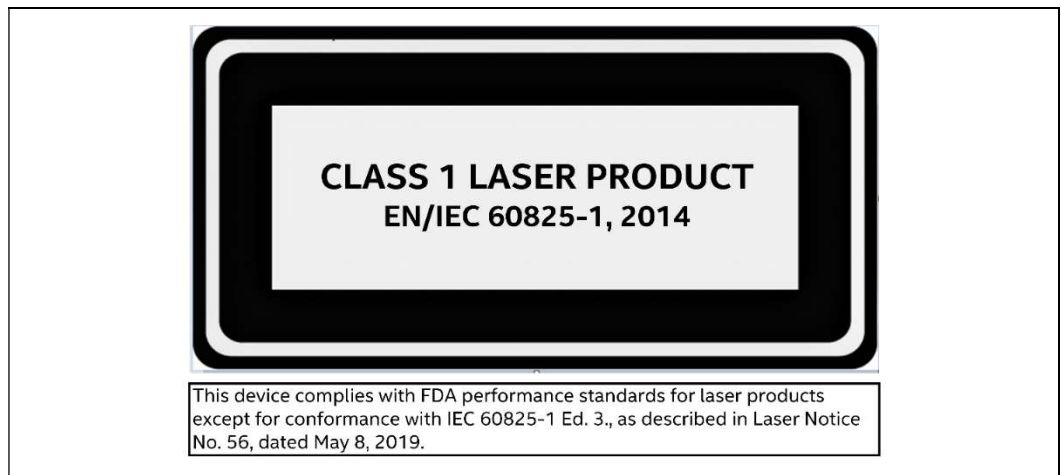 CLASS 1 LASER PRODUCT
EN/IEC 60825-1, 2014
This device complies with FDA performance standards for laser products
except for conformance with IEC 60825-1 Ed. 3., as described in Laser Notice
No. 56, dated May 8, 2019.